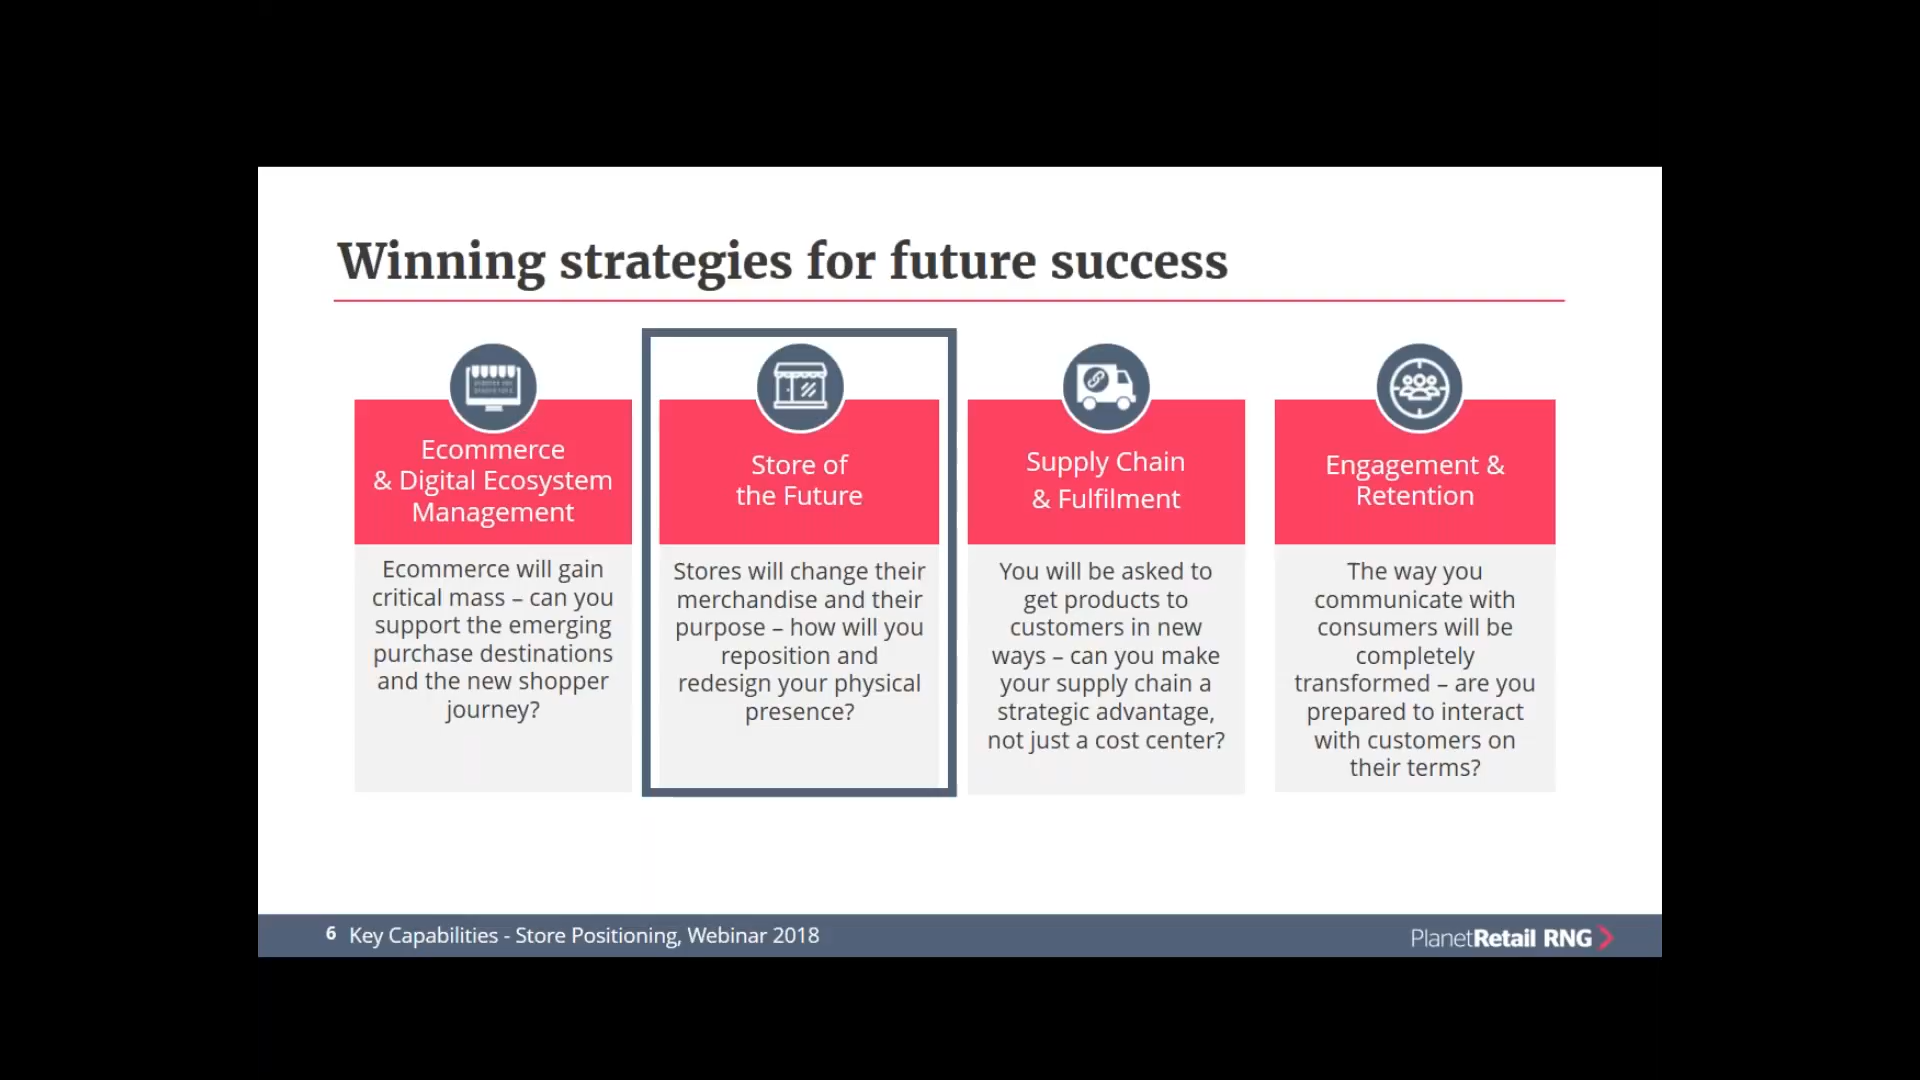 Winning strategies for future success
Ecommerce
& Digital Ecosystem
Management
Ecommerce will gain
critical mass – can you
support the emerging
purchase destinations
and the new shopper
journey?
Store of
the Future
Stores will change their
merchandise and their
purpose – how will you
reposition and
redesign your physical
presence?
Supply Chain
& Fulfilment
You will be asked to
get products to
customers in new
ways – can you make
your supply chain a
strategic advantage,
not just a cost center?
Engagement &
Retention
The way you
communicate with
consumers will be
completely
transformed – are you
prepared to interact
with customers on
their terms?
6 Key Capabilities - Store Positioning, Webinar 2018
PlanetRetail RNG